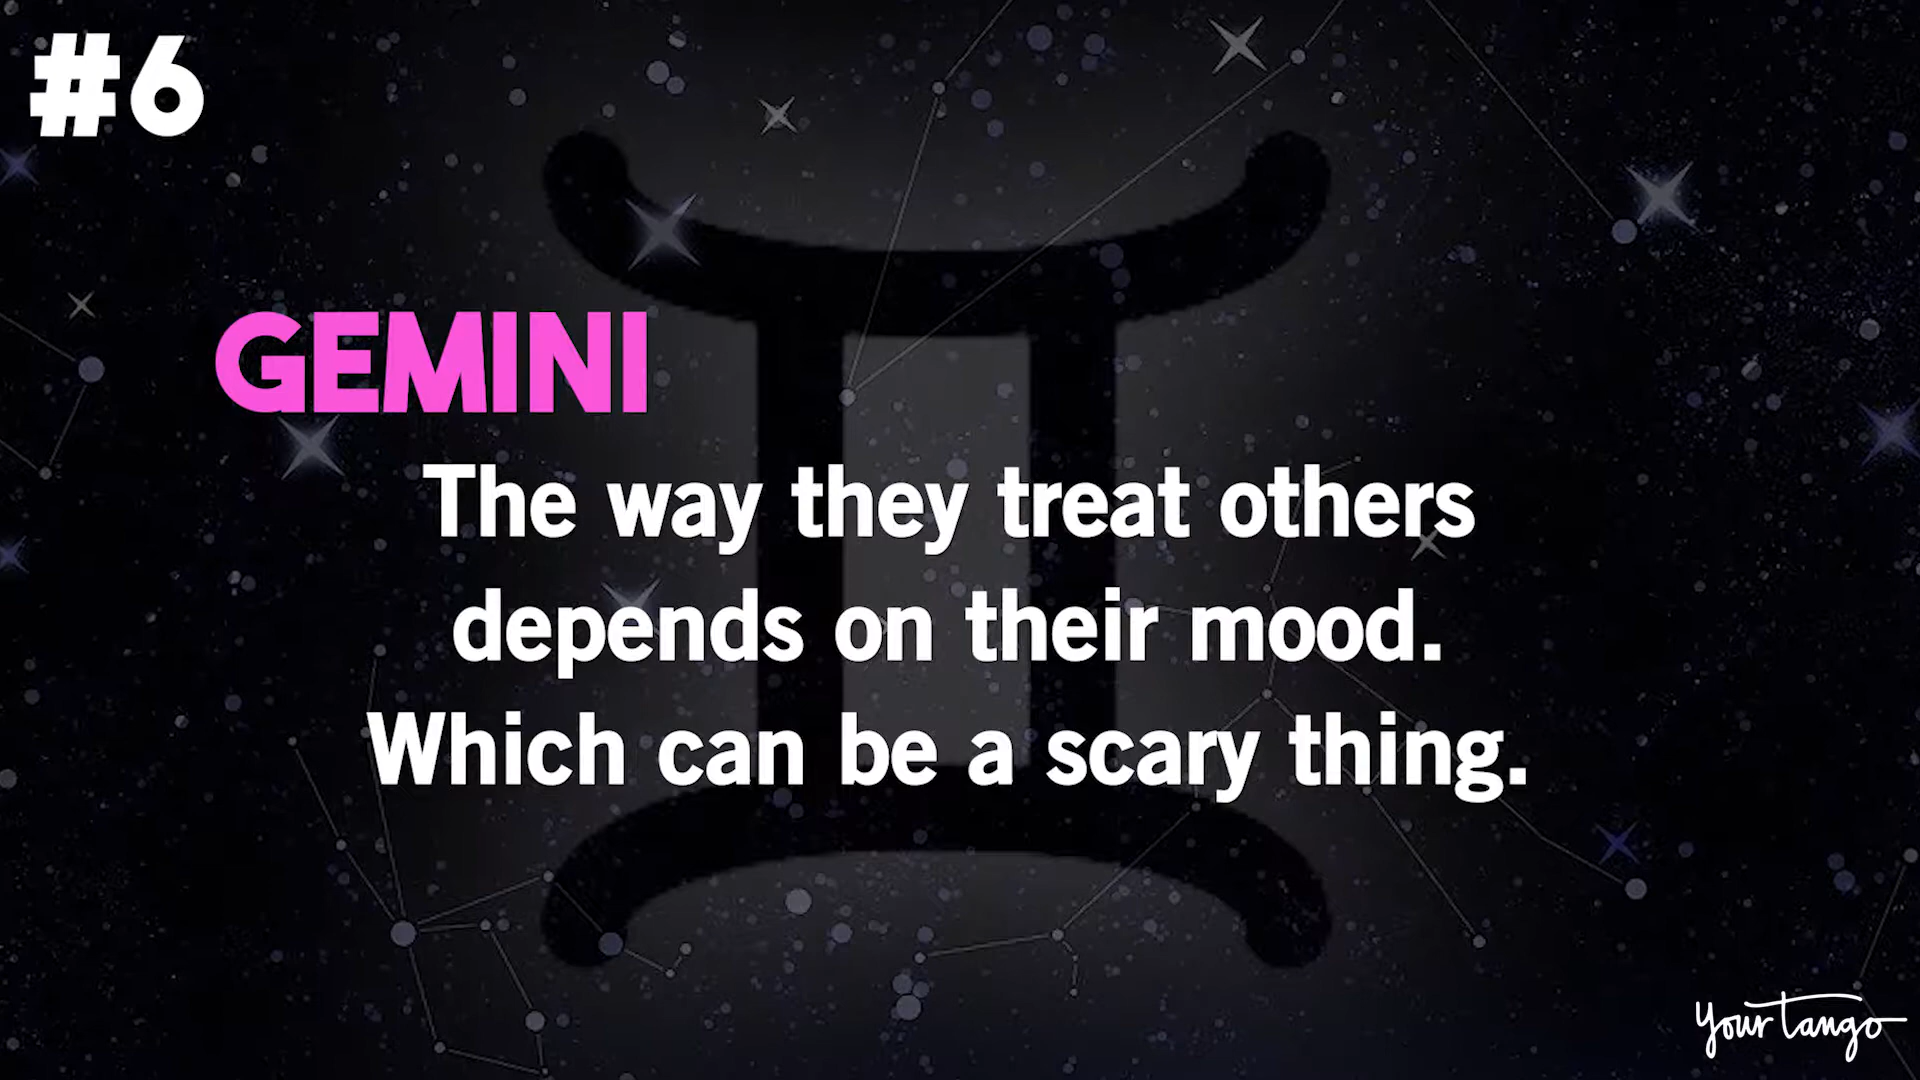 #6
GEMINI
The way they treat others
depends on their mood.
Which can be a scary thing.
yourtango